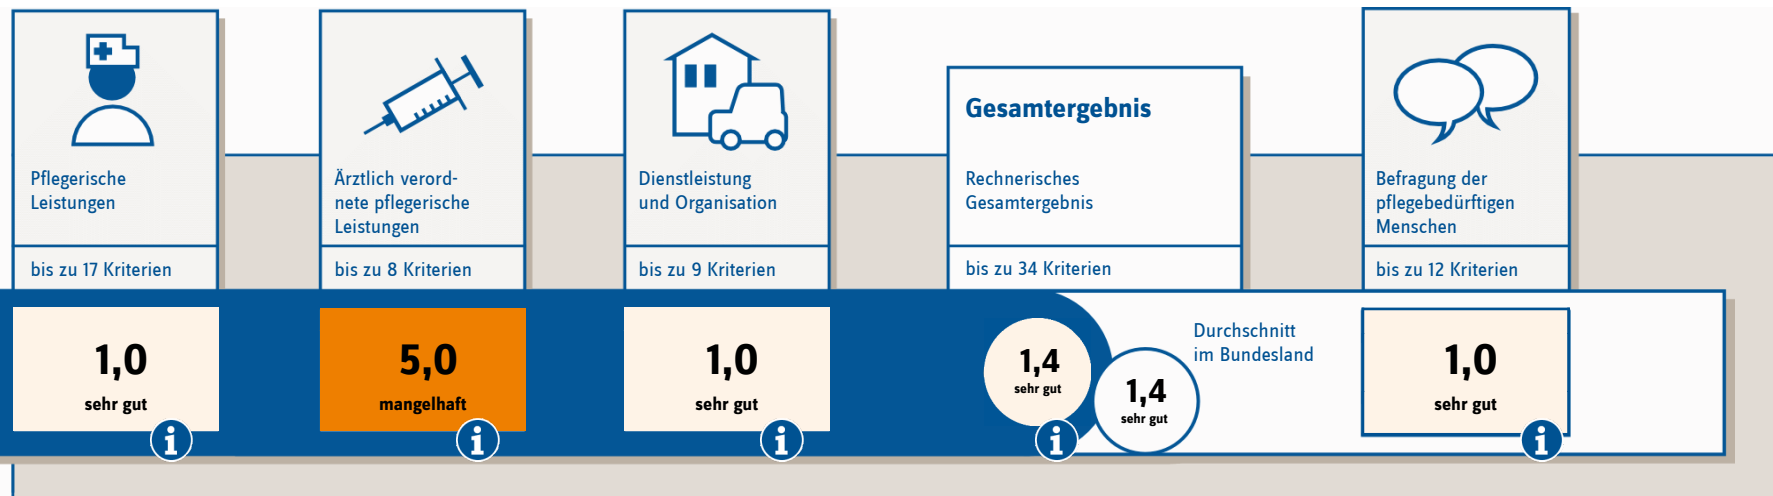 Pflegerische
Leistungen
bis zu 17 Kriterien
1,0
sehr gut
i
Ärztlich verord-
nete pflegerische
Leistungen
bis zu 8 Kriterien
5,0
mangelhaft
i
Dienstleistung
und Organisation
bis zu 9 Kriterien
1,0
sehr gut
i
Gesamtergebnis
Rechnerisches
Gesamtergebnis
bis zu 34 Kriterien
1,4
sehr gut
i
Durchschnitt
im Bundesland
1,4
sehr gut
Befragung der
pflegebedürftigen
Menschen
bis zu 12 Kriterien
1,0
sehr gut
i